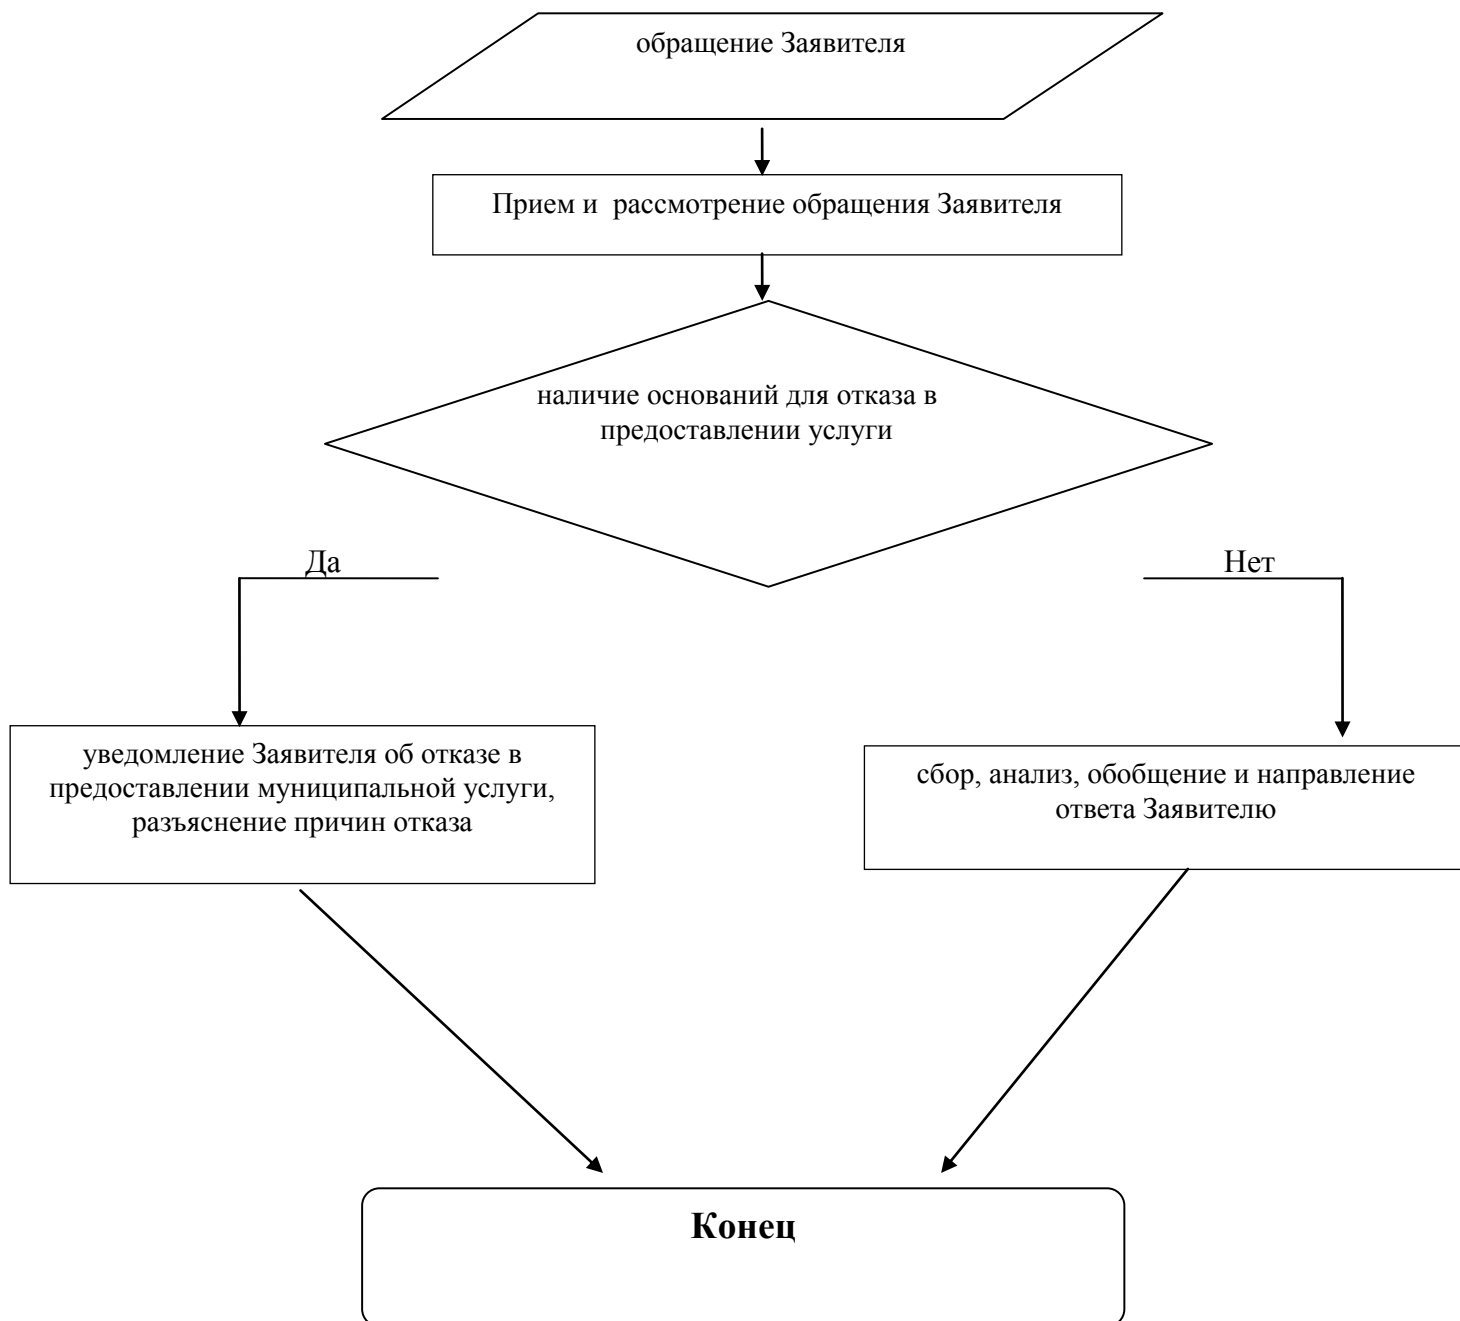 обращение Заявителя
Прием и  рассмотрение обращения Заявителя
наличие оснований для отказа в
предоставлении услуги
Да
Нет
уведомление Заявителя об отказе в
предоставлении муниципальной услуги,
разъяснение причин отказа
сбор, анализ, обобщение и направление
ответа Заявителю
Конец